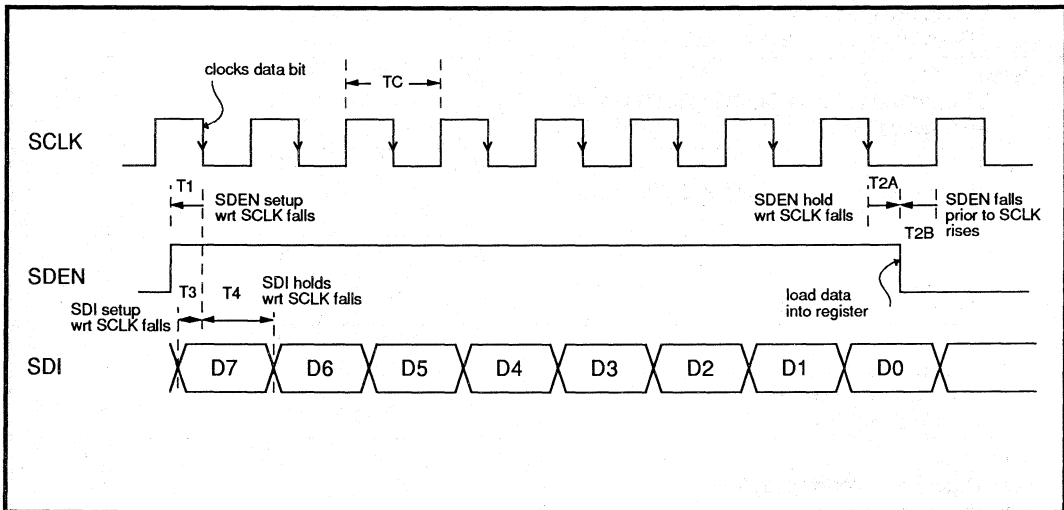 clocks data bit
TC
SCLK
T1
SDEN setup
wrt SCLK falls
SDEN hold
wrt SCLK falls
T2A
SDEN falls
prior to SCLK
rises
T2B
SDEN
SDI setup
wrt SCLK falls
T3
T4
SDI holds
wrt SCLK falls
load data
into register
SDI
D7
D6
D5
D4
D3
D2
D1
D0